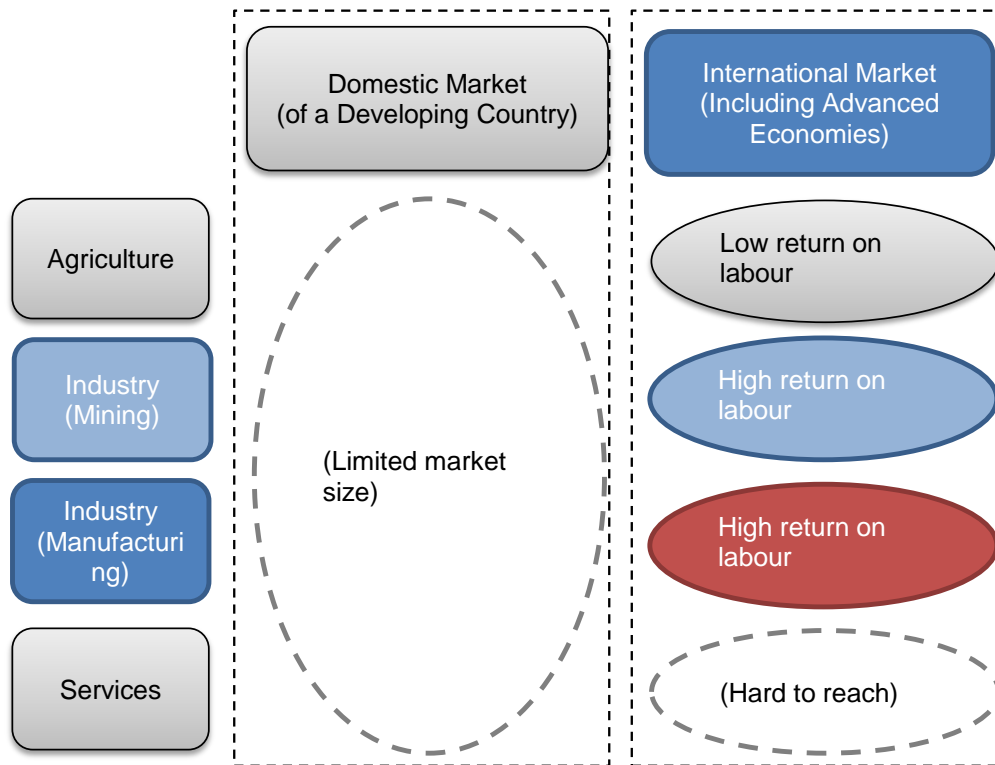 Domestic Market
(of a Developing Country)
International Market
(Including Advanced
Economies)
Agriculture
Low return on
labour
Industry
(Mining)
High return on
labour
(Limited market
size)
Industry
(Manufacturi
ng)
High return on
labour
Services
(Hard to reach)